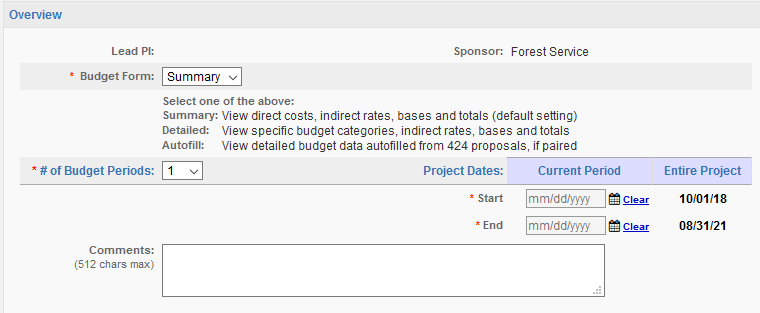 Overview
Lead PI: Sponsor: Forest Service
* Budget Form: Summary
Select one of the above:
Summary: View direct costs, indirect rates, bases and totals (default setting)
Detailed: View specific budget categories, indirect rates, bases and totals
Autofill: View detailed budget data autofilled from 424 proposals, if paired
* # of Budget Periods: 1 Project Dates: Current Period Entire Project
* Start mm/dd/yyyy Clear 10/01/18
* End mm/dd/yyyy Clear 08/31/21
Comments:
(512 chars max)